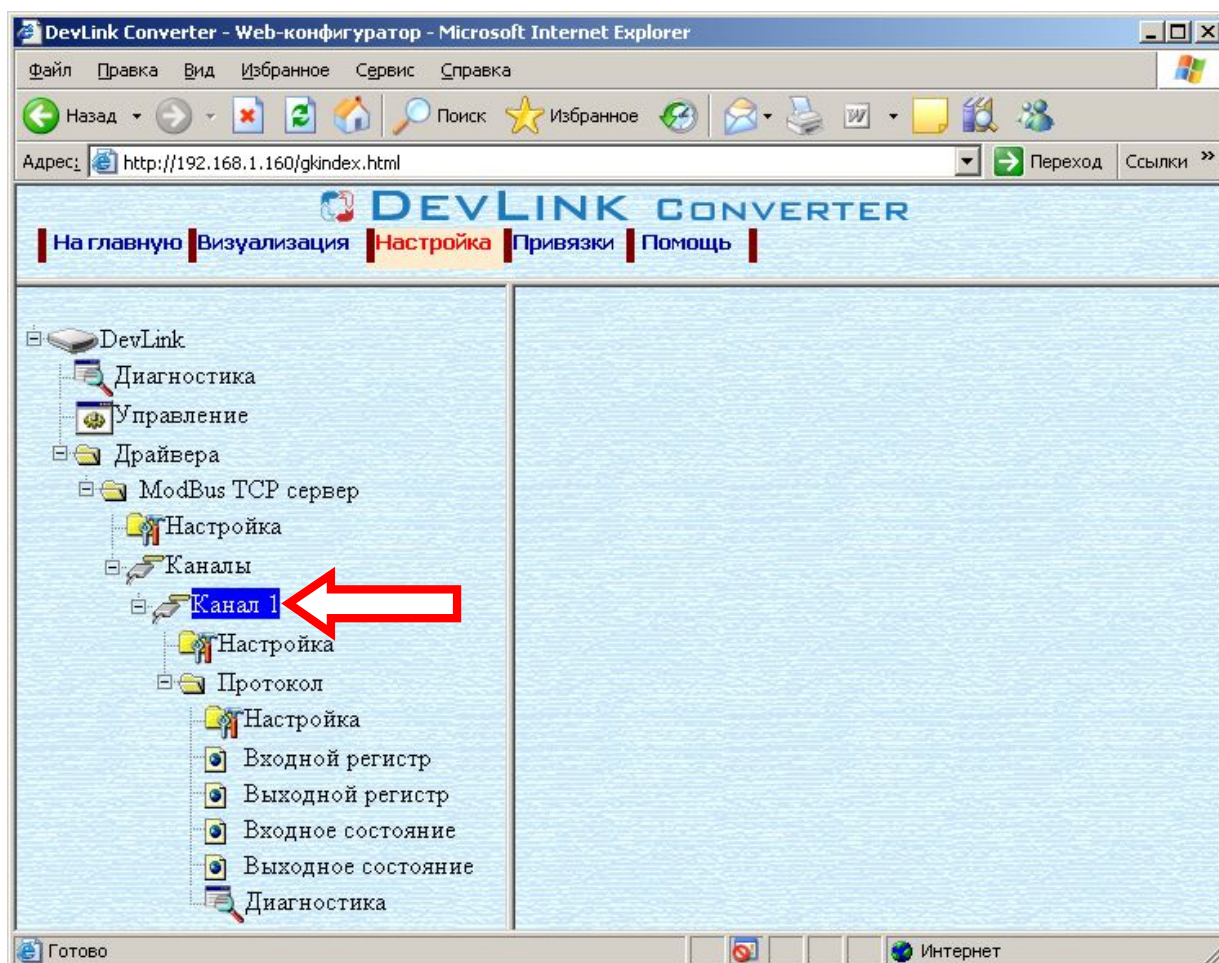 DevLink Converter - Web-конфигуратор - Microsoft Internet Explorer
Файл Правка Вид Избранное Сервис Справка
Назад Поиск Избранное W
Адрес: http://192.168.1.160/gkindex.html Переход Ссылки »
DEVLINK CONVERTER
На главную Визуализация Настройка Привязки Помощь
DevLink
Диагностика
Управление
Драйвера
ModBus TCP сервер
Настройка
Каналы
Канал 1
Настройка
Протокол
Настройка
Входной регистр
Выходной регистр
Входное состояние
Выходное состояние
Диагностика
Готово Интернет